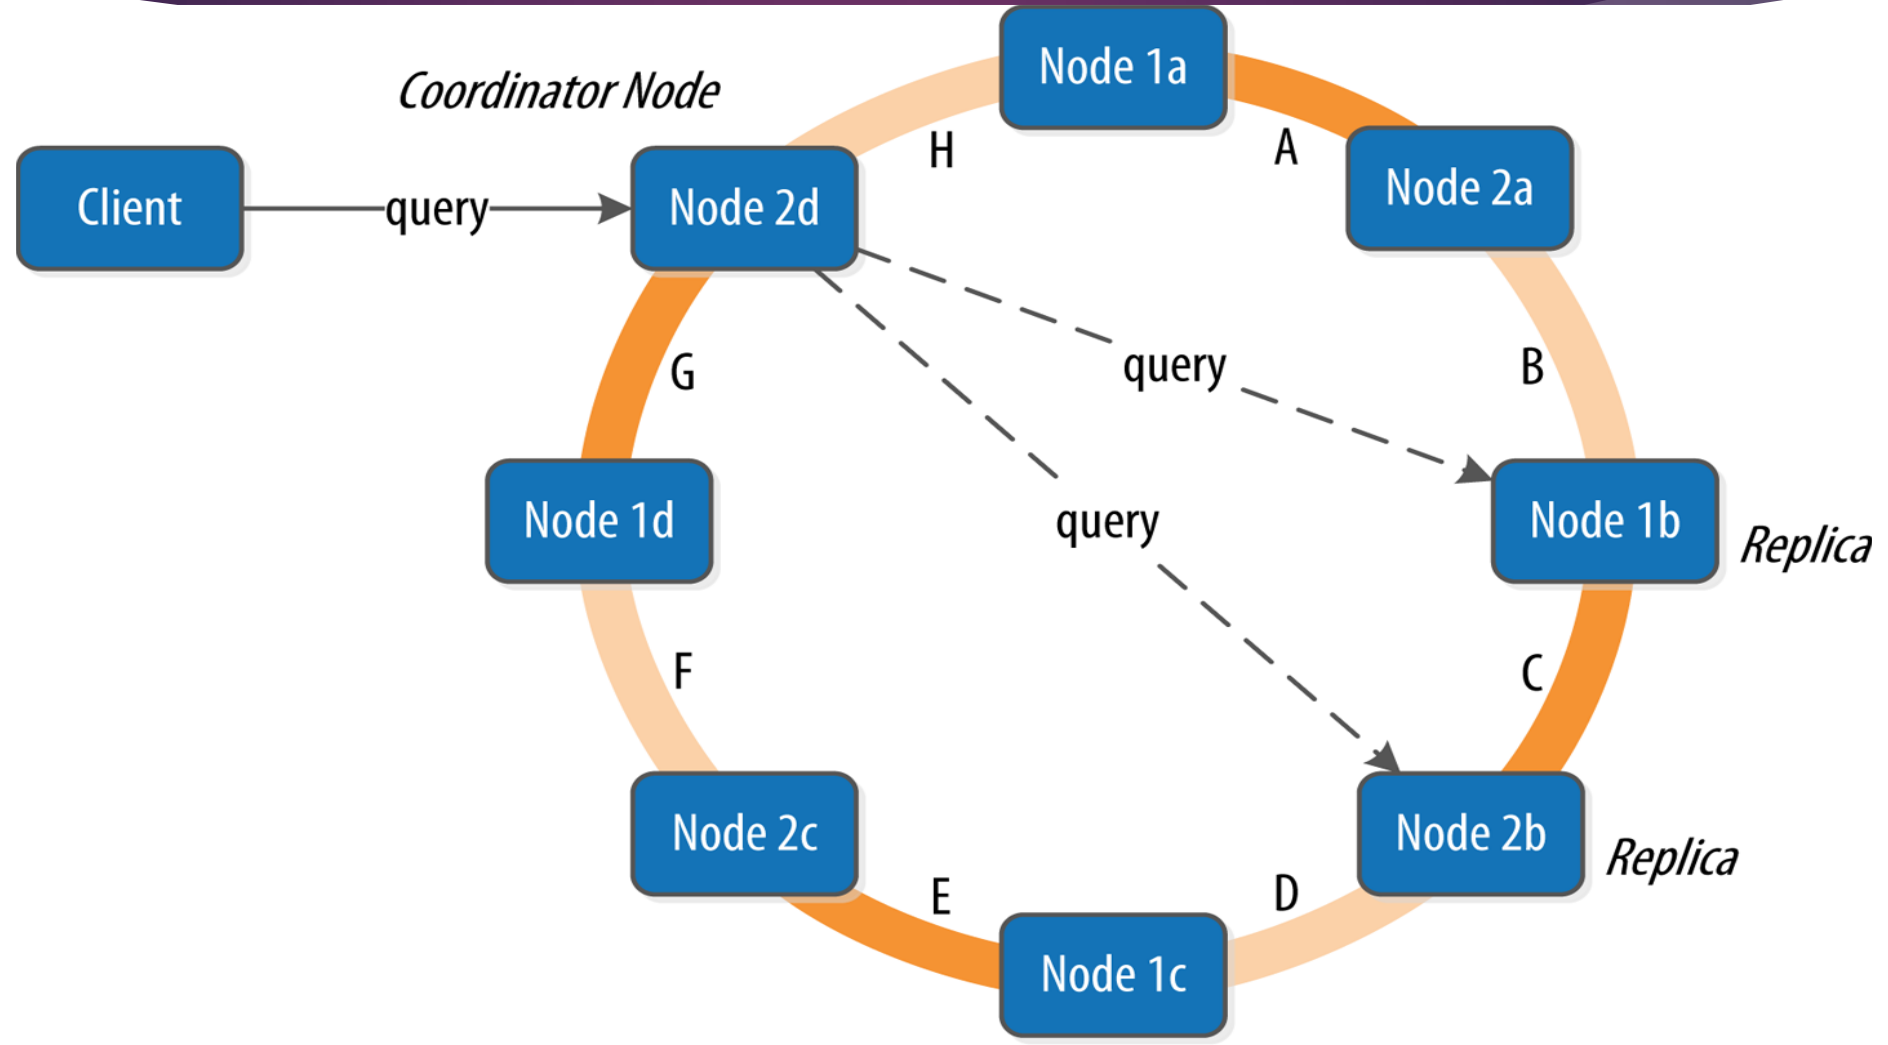 Node 1a
Coordinator Node
H
A
Client
query
Node 2d
Node 2a
query
G
B
Node 1d
query
Node 1b
Replica
F
C
Node 2c
Node 2b
Replica
E
D
Node 1c